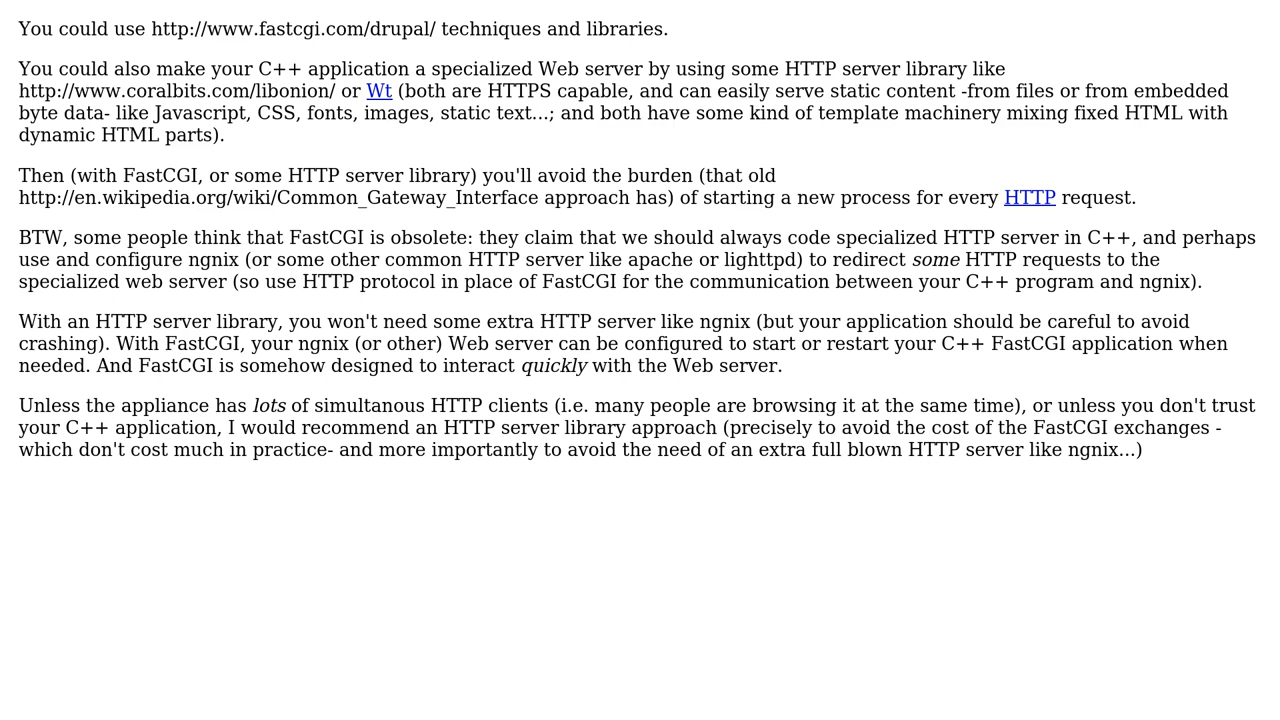 You could use http://www.fastcgi.com/drupal/ techniques and libraries.
You could also make your C++ application a specialized Web server by using some HTTP server library like
http://www.coralbits.com/libonion/ or Wt (both are HTTPS capable, and can easily serve static content -from files or from embedded
byte data- like Javascript, CSS, fonts, images, static text...; and both have some kind of template machinery mixing fixed HTML with
dynamic HTML parts).
Then (with FastCGI, or some HTTP server library) you'll avoid the burden (that old
http://en.wikipedia.org/wiki/Common_Gateway_Interface approach has) of starting a new process for every HTTP request.
BTW, some people think that FastCGI is obsolete: they claim that we should always code specialized HTTP server in C++, and perhaps
use and configure ngnix (or some other common HTTP server like apache or lighttpd) to redirect some HTTP requests to the
specialized web server (so use HTTP protocol in place of FastCGI for the communication between your C++ program and ngnix).
With an HTTP server library, you won't need some extra HTTP server like ngnix (but your application should be careful to avoid
crashing). With FastCGI, your ngnix (or other) Web server can be configured to start or restart your C++ FastCGI application when
needed. And FastCGI is somehow designed to interact quickly with the Web server.
Unless the appliance has lots of simultanous HTTP clients (i.e. many people are browsing it at the same time), or unless you don't trust
your C++ application, I would recommend an HTTP server library approach (precisely to avoid the cost of the FastCGI exchanges -
which don't cost much in practice- and more importantly to avoid the need of an extra full blown HTTP server like ngnix...)